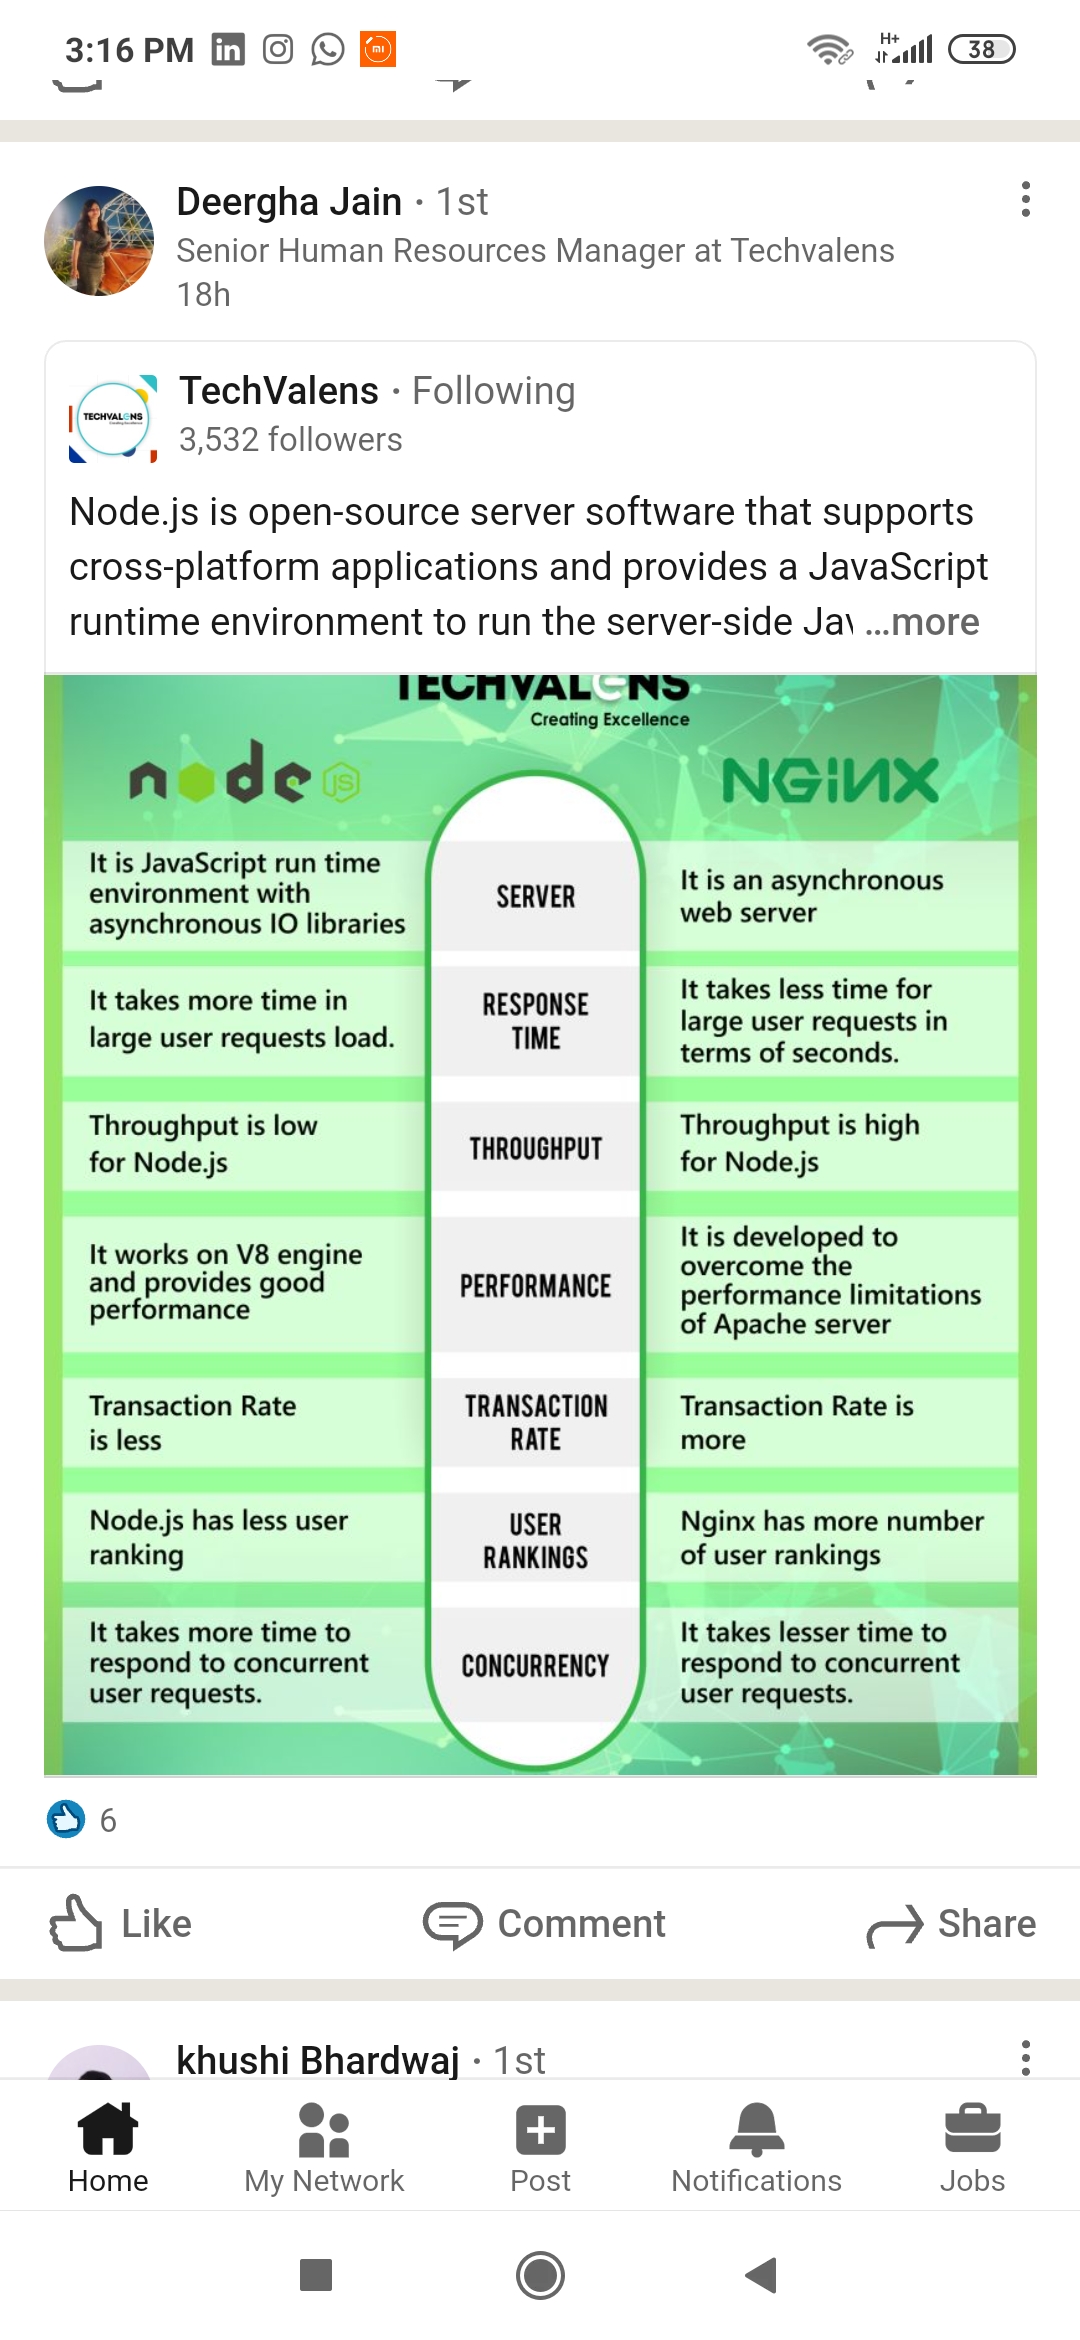 3:16 PM
H+
38
Deergha Jain • 1st
Senior Human Resources Manager at Techvalens
18h
TECHVALENS
Creating Excellence
TechValens • Following
3,532 followers
Node.js is open-source server software that supports
cross-platform applications and provides a JavaScript
runtime environment to run the server-side Jav ...more
TECHVALENS
Creating Excellence
node JS
NGINX
It is JavaScript run time
environment with
asynchronous IO libraries
SERVER
It is an asynchronous
web server
It takes more time in
large user requests load.
RESPONSE
TIME
It takes less time for
large user requests in
terms of seconds.
Throughput is low
for Node.js
THROUGHPUT
Throughput is high
for Node.js
It works on V8 engine
and provides good
performance
PERFORMANCE
It is developed to
overcome the
performance limitations
of Apache server
Transaction Rate
is less
TRANSACTION
RATE
Transaction Rate is
more
Node.js has less user
ranking
USER
RANKINGS
Nginx has more number
of user rankings
It takes more time to
respond to concurrent
user requests.
CONCURRENCY
It takes lesser time to
respond to concurrent
user requests.
6
Like
Comment
Share
khushi Bhardwaj • 1st
Home
My Network
Post
Notifications
Jobs